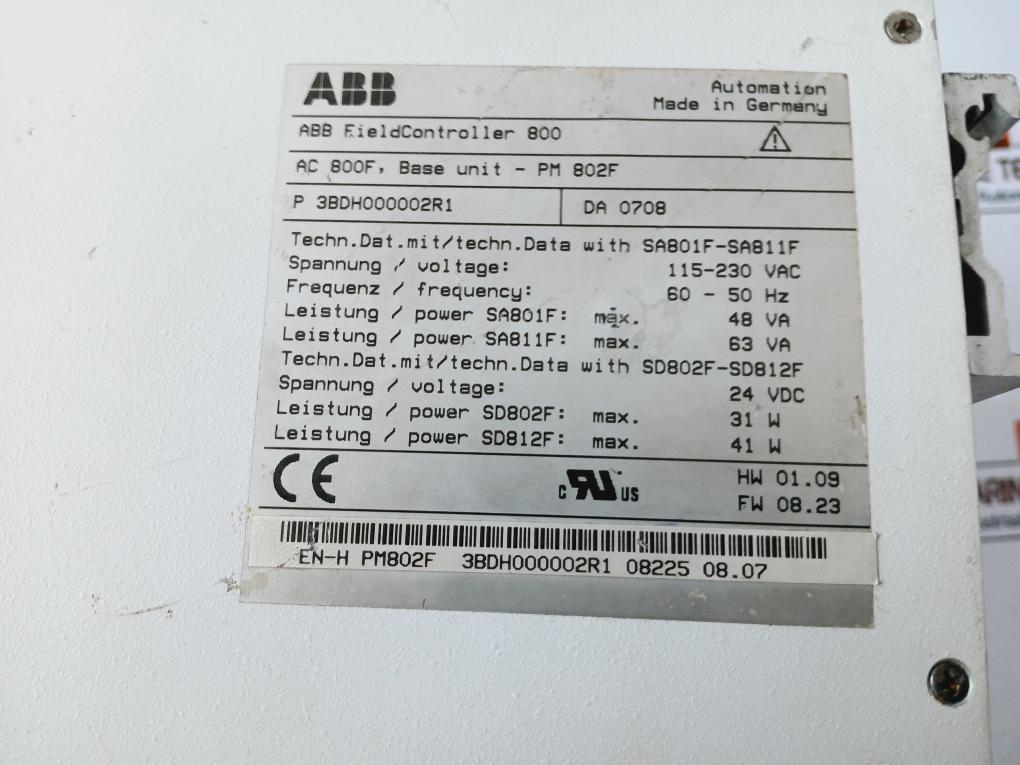 ABB
Automation
Made in Germany
ABB FieldController 800
AC 800F, Base unit - PM 802F
P 3BDH000002R1 DA 0708
Techn.Dat.mit/techn.Data with SA801F-SA811F
Spannung / voltage: 115-230 VAC
Frequenz / frequency: 60 - 50 Hz
Leistung / power SA801F: max. 48 VA
Leistung / power SA811F: max. 63 VA
Techn.Dat.mit/techn.Data with SD802F-SD812F
Spannung / voltage: 24 VDC
Leistung / power SD802F: max. 31 W
Leistung / power SD812F: max. 41 W
CE
c RU US
HW 01.09
FW 08.23
EN-H PM802F 3BDH000002R1 08225 08.07